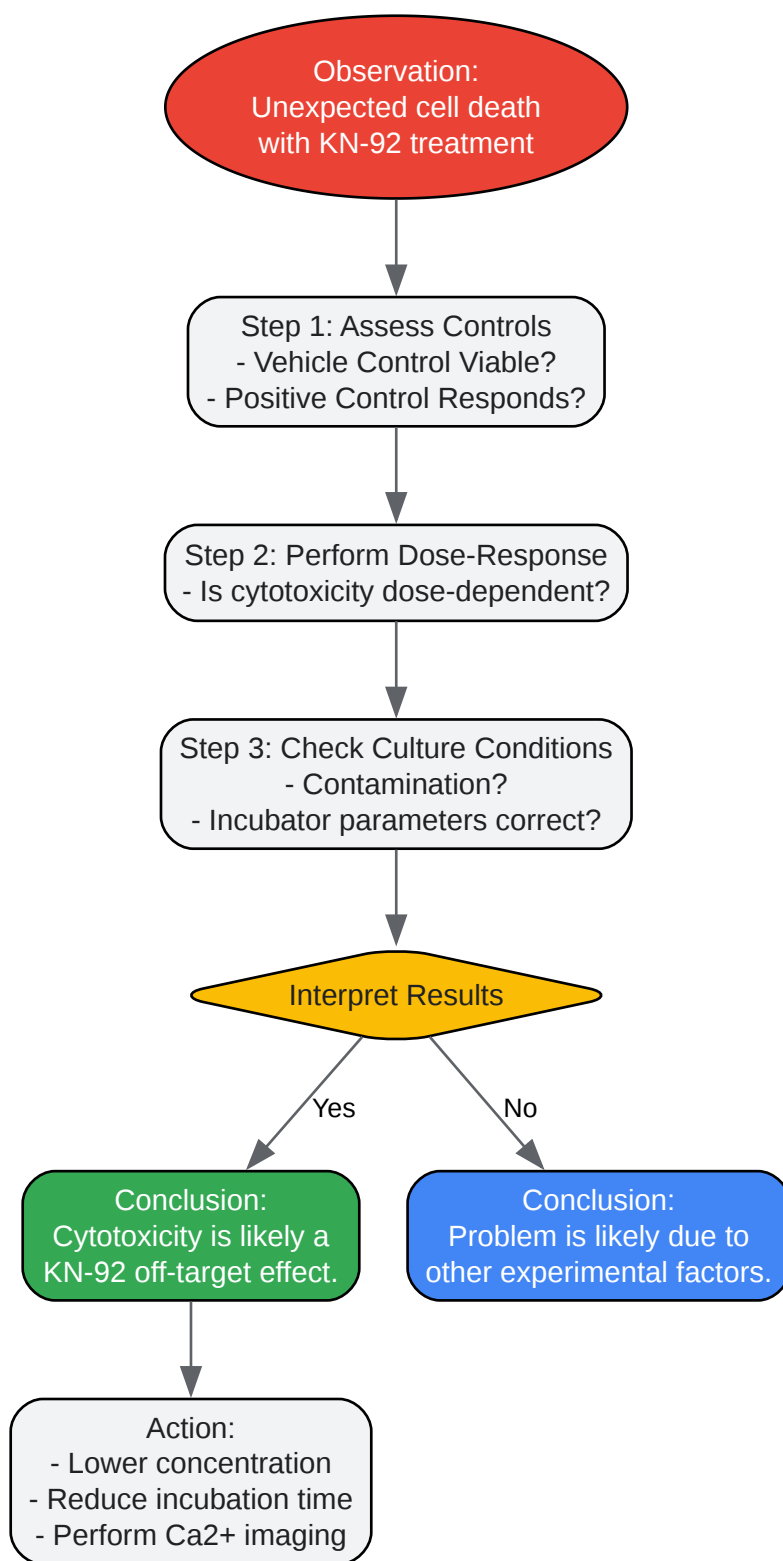 Observation:
Unexpected cell death
with KN-92 treatment
Step 1: Assess Controls
- Vehicle Control Viable?
- Positive Control Responds?
Step 2: Perform Dose-Response
- Is cytotoxicity dose-dependent?
Step 3: Check Culture Conditions
- Contamination?
- Incubator parameters correct?
Interpret Results
Yes
No
Conclusion:
Cytotoxicity is likely a
KN-92 off-target effect.
Conclusion:
Problem is likely due to
other experimental factors.
Action:
- Lower concentration
- Reduce incubation time
- Perform Ca2+ imaging